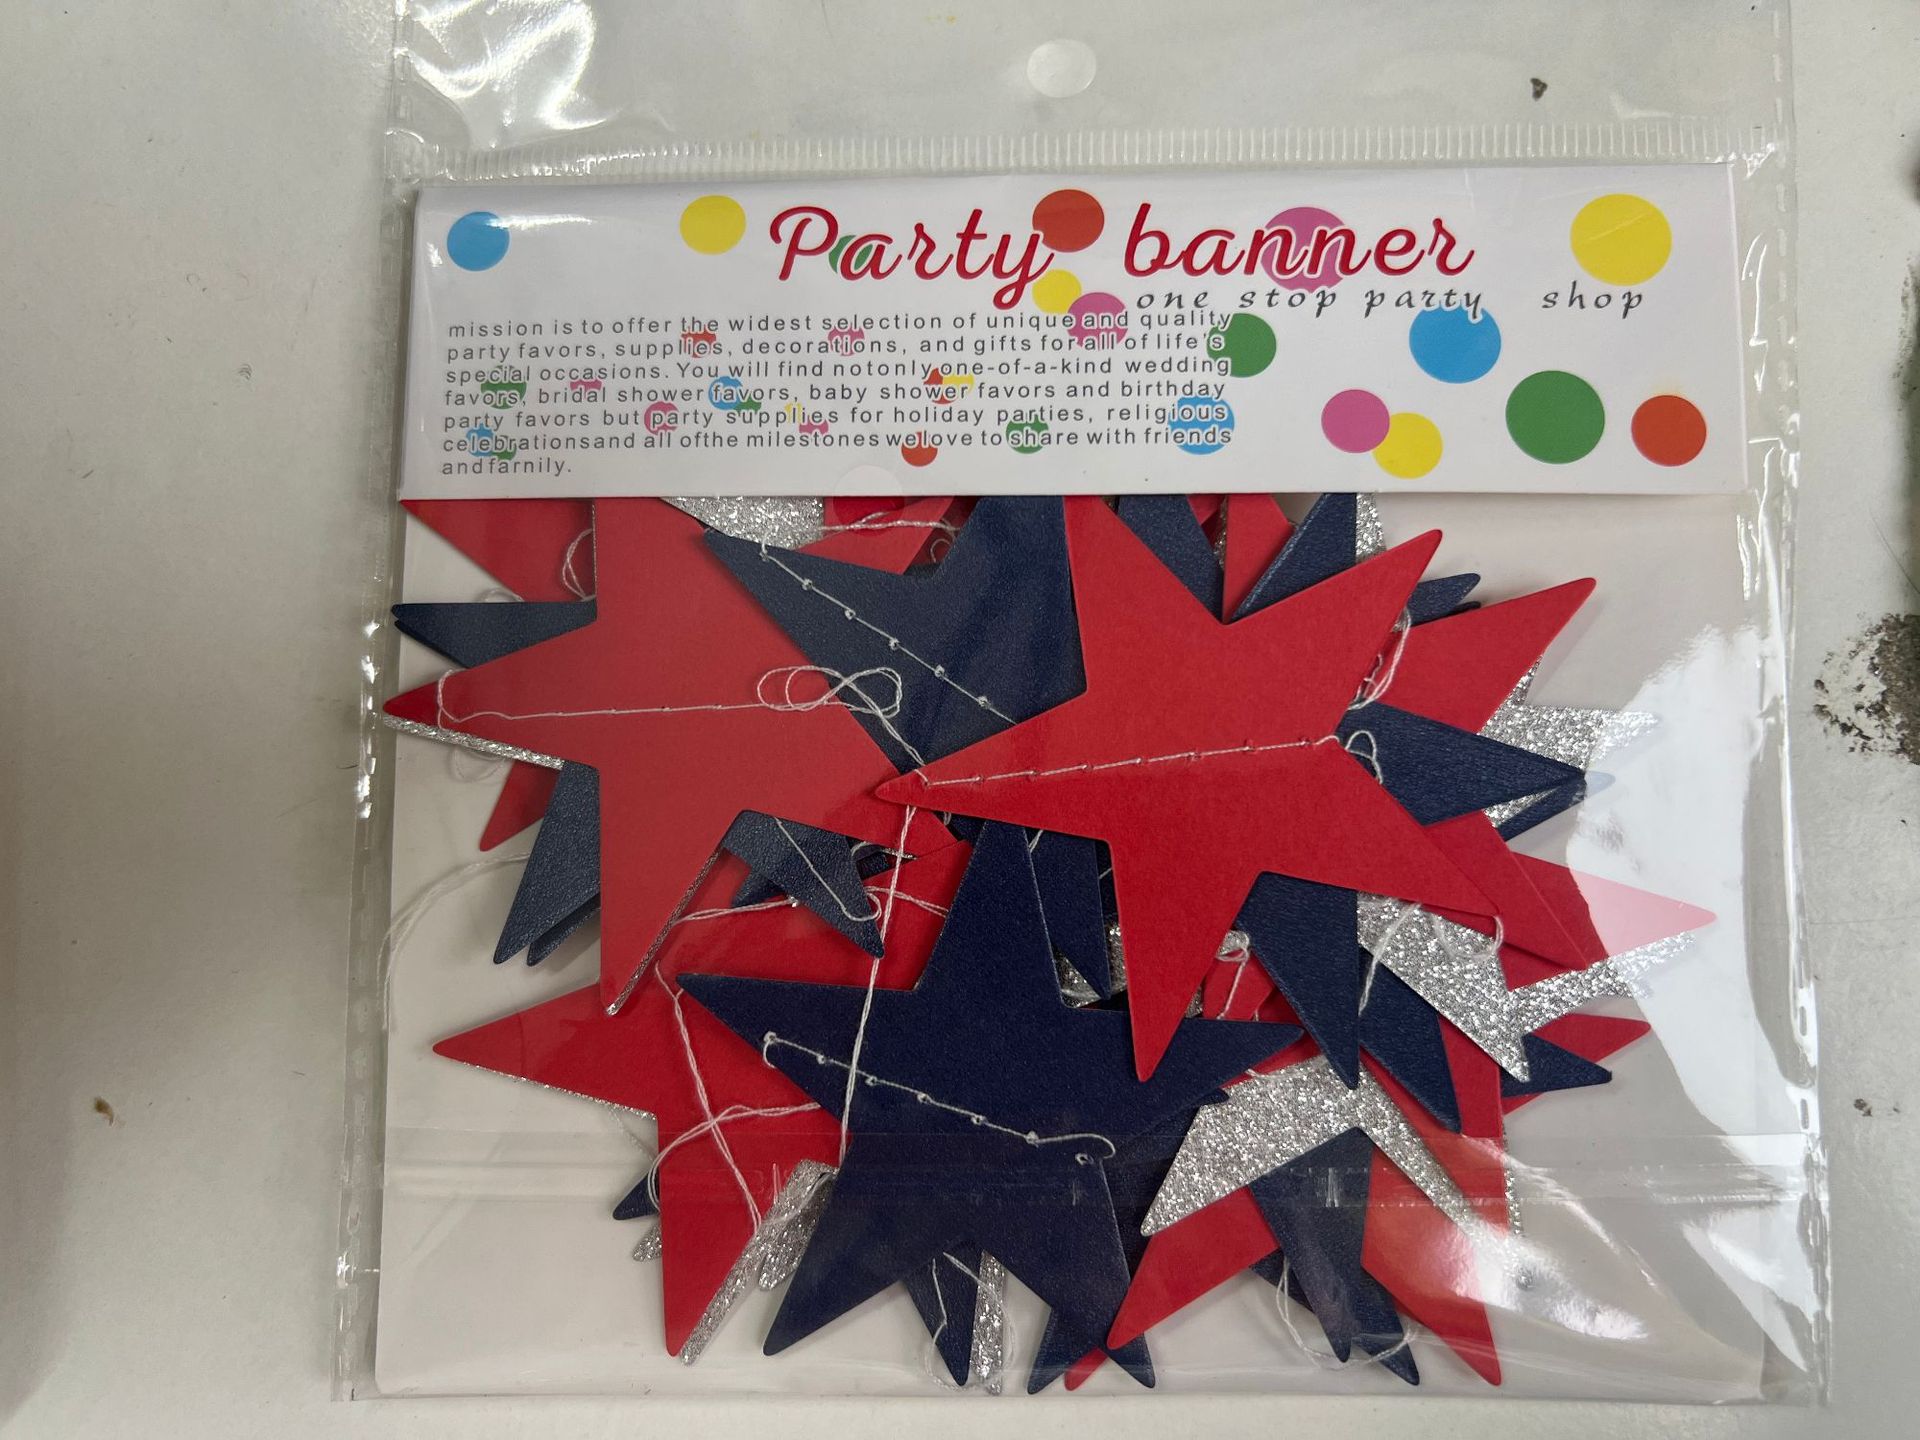 Party banner
one stop party shop
mission is to offer the widest selection of unique and quality
party favors, supplies, decorations, and gifts for all of life's
special occasions. You will find notonly one-of-a-kind wedding
favors, bridal shower favors, baby shower favors and birthday
party favors but party supplies for holiday parties, religious
celebrationsand all ofthe milestones we love to share with friends
and farnily.